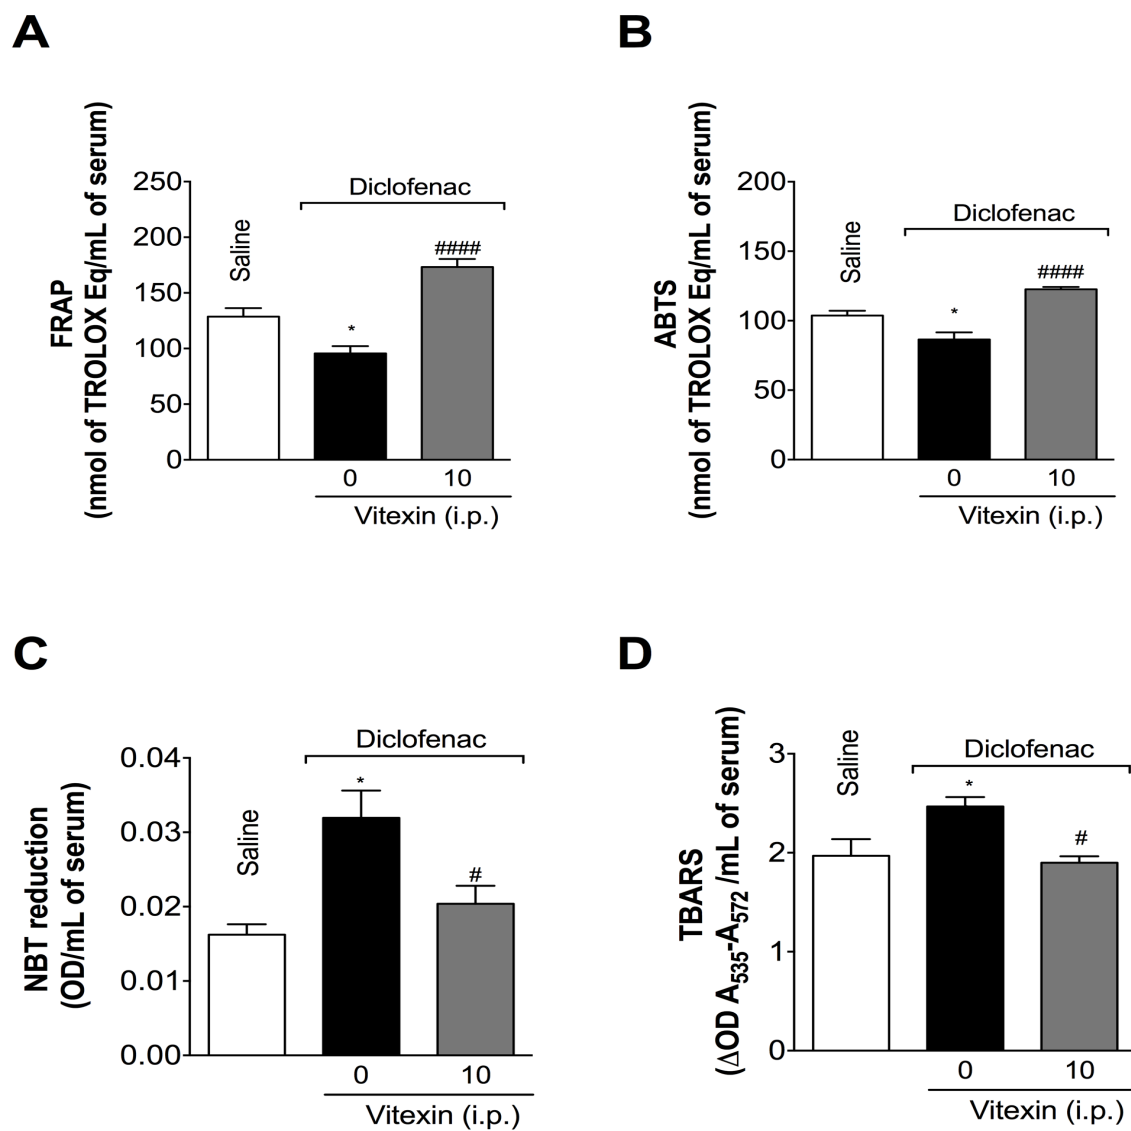 A
FRAP
(nmol of TROLOX Eq/mL of serum)
250
200
150
100
50
0
Saline
Diclofenac
*
####
0 10
Vitexin (i.p.)
B
ABTS
(nmol of TROLOX Eq/mL of serum)
200
150
100
50
0
Saline
Diclofenac
*
####
0 10
Vitexin (i.p.)
C
NBT reduction
(OD/mL of serum)
0.04
0.03
0.02
0.01
0.00
Saline
Diclofenac
*
#
0 10
Vitexin (i.p.)
D
TBARS
(ΔOD A535-A572 /mL of serum)
3
2
1
0
Saline
Diclofenac
*
#
0 10
Vitexin (i.p.)